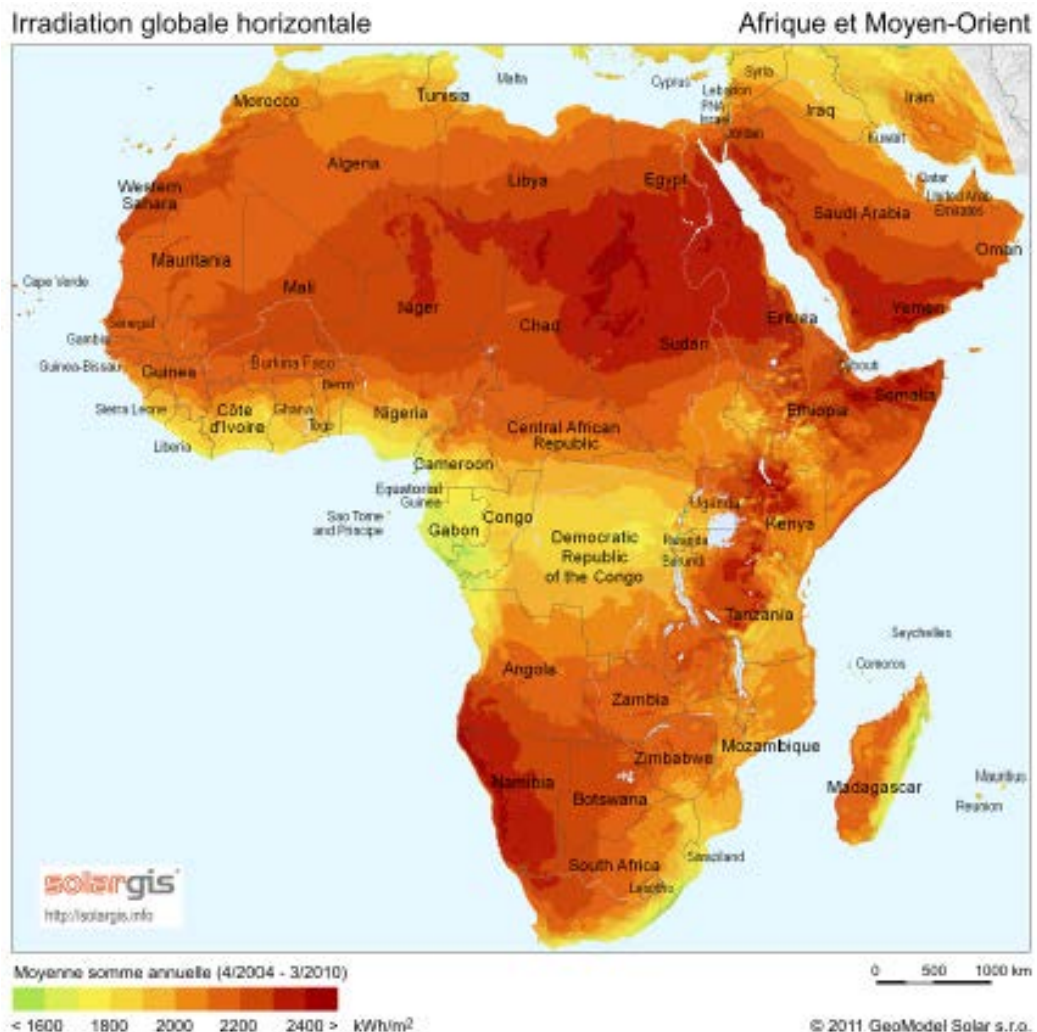 Irradiation globale horizontale
Afrique et Moyen-Orient
Malta
Cyprus
Syria
Lebanon
PNA
Israel
Jordan
Iraq
Iran
Kuwait
Morocco
Tunisia
Algeria
Libya
Egypt
Qatar
United Arab
Emirates
Western
Sahara
Saudi Arabia
Oman
Mauritania
Cape Verde
Mali
Niger
Chad
Sudan
Eritrea
Yemen
Senegal
Gambia
Guinea-Bissau
Guinea
Burkina Faso
Benin
Djibouti
Somalia
Sierra Leone
Côte
d'Ivoire
Ghana
Togo
Nigeria
Ethiopia
Central African
Republic
Liberia
Cameroon
Equatorial
Guinea
Sao Tome
and Principe
Gabon
Congo
Democratic
Republic
of the Congo
Uganda
Kenya
Rwanda
Burundi
Tanzania
Seychelles
Comoros
Angola
Zambia
Mozambique
Zimbabwe
Namibia
Botswana
Madagascar
Mauritius
Reunion
South Africa
Swaziland
Lesotho
solargis
http://solargis.info
Moyenne somme annuelle (4/2004 - 3/2010)
0 500 1000 km
< 1600 1800 2000 2200 2400 > kWh/m²
© 2011 GeoModel Solar s.r.o.